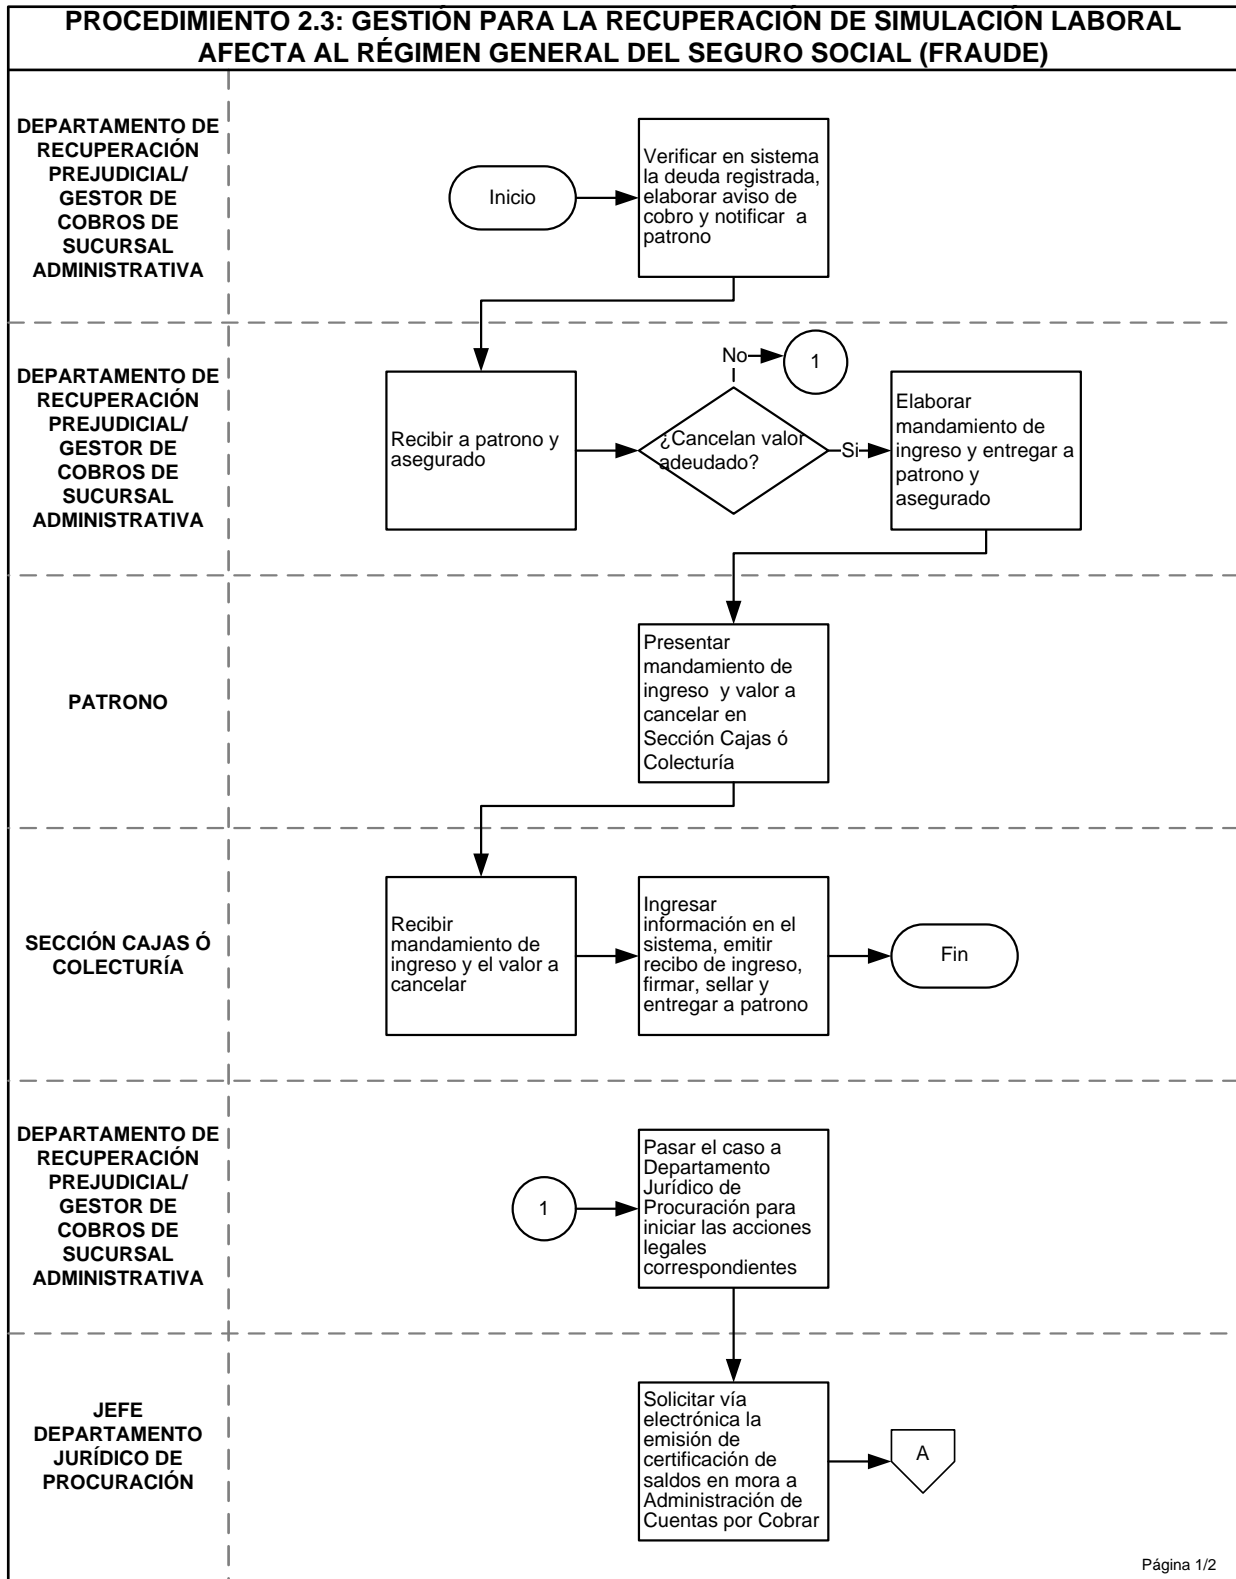 PROCEDIMIENTO 2.3: GESTIÓN PARA LA RECUPERACIÓN DE SIMULACIÓN LABORAL
AFECTA AL RÉGIMEN GENERAL DEL SEGURO SOCIAL (FRAUDE)
DEPARTAMENTO DE
RECUPERACIÓN
PREJUDICIAL/
GESTOR DE
COBROS DE
SUCURSAL
ADMINISTRATIVA
Inicio
Verificar en sistema
la deuda registrada,
elaborar aviso de
cobro y notificar a
patrono
DEPARTAMENTO DE
RECUPERACIÓN
PREJUDICIAL/
GESTOR DE
COBROS DE
SUCURSAL
ADMINISTRATIVA
Recibir a patrono y
asegurado
¿Cancelan valor
adeudado?
No
1
Si
Elaborar
mandamiento de
ingreso y entregar a
patrono y
asegurado
PATRONO
Presentar
mandamiento de
ingreso y valor a
cancelar en
Sección Cajas ó
Colecturía
SECCIÓN CAJAS Ó
COLECTURÍA
Recibir
mandamiento de
ingreso y el valor a
cancelar
Ingresar
información en el
sistema, emitir
recibo de ingreso,
firmar, sellar y
entregar a patrono
Fin
DEPARTAMENTO DE
RECUPERACIÓN
PREJUDICIAL/
GESTOR DE
COBROS DE
SUCURSAL
ADMINISTRATIVA
1
Pasar el caso a
Departamento
Jurídico de
Procuración para
iniciar las acciones
legales
correspondientes
JEFE
DEPARTAMENTO
JURÍDICO DE
PROCURACIÓN
Solicitar vía
electrónica la
emisión de
certificación de
saldos en mora a
Administración de
Cuentas por Cobrar
A
Página 1/2